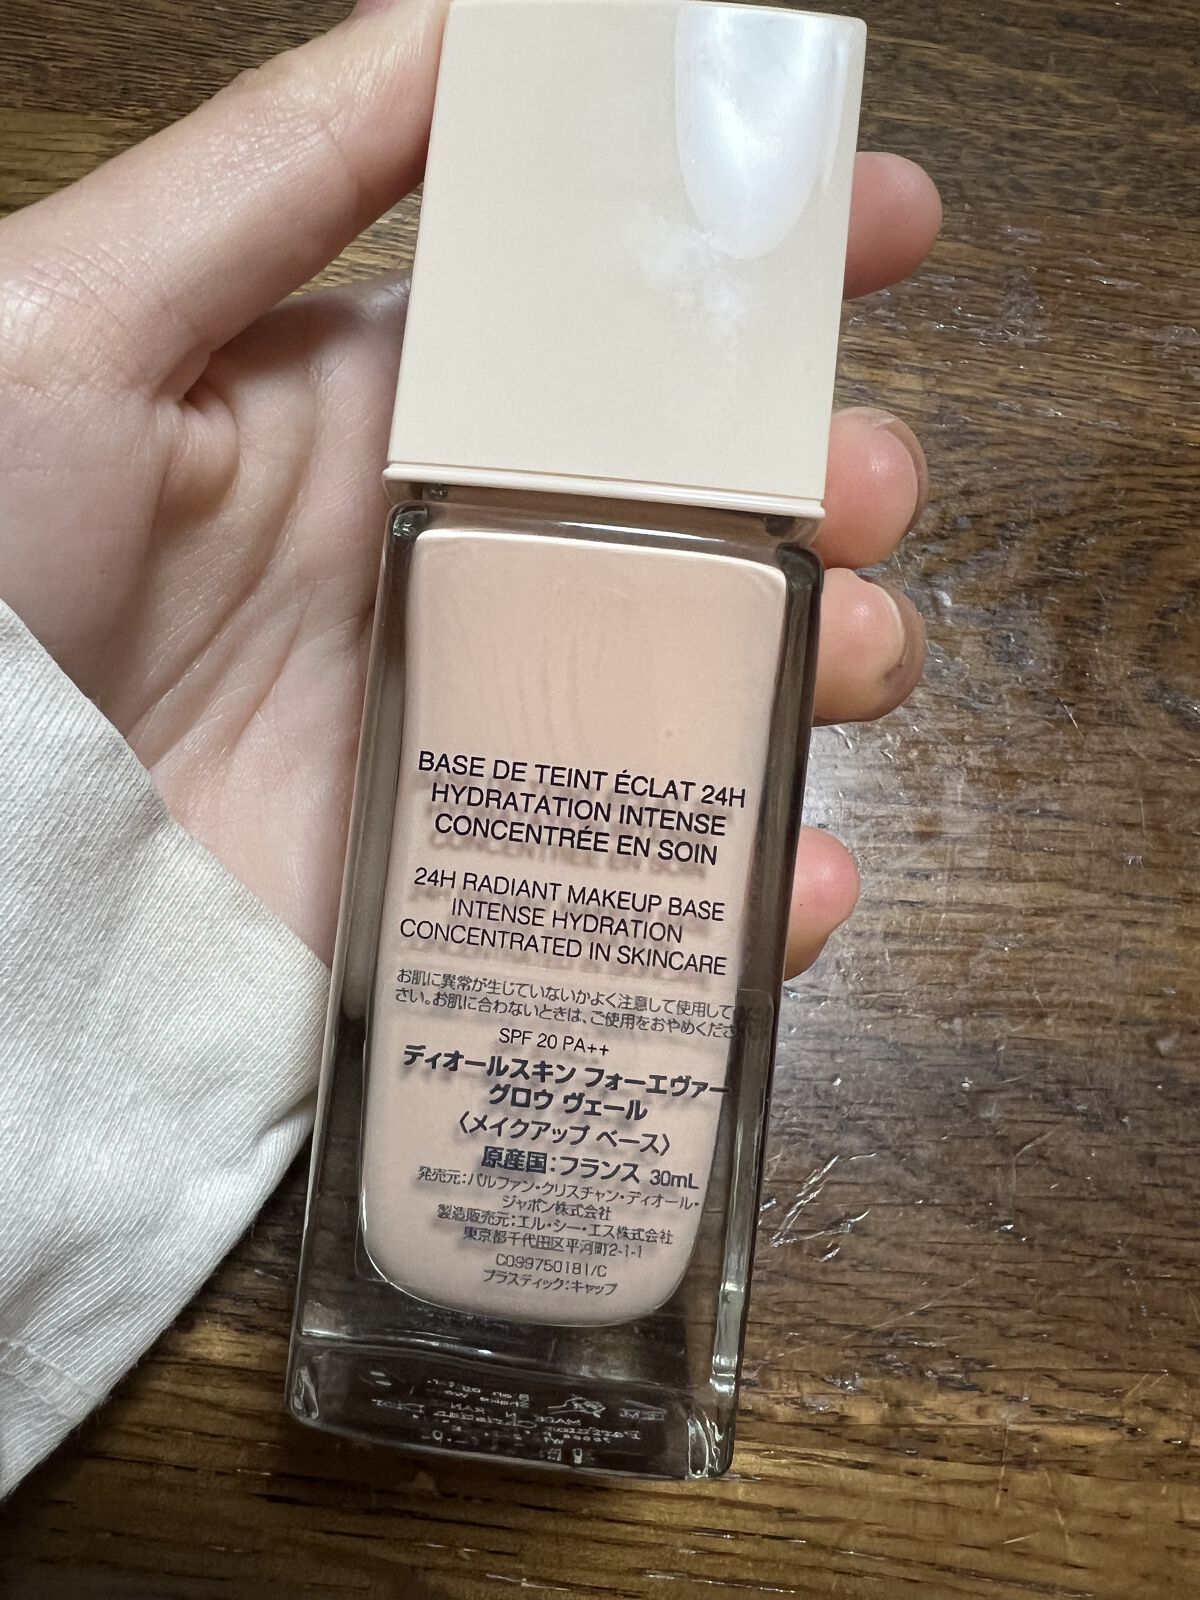 BASE DE TEINT ÉCLAT 24H
HYDRATATION INTENSE
CONCENTRÉE EN SOIN
24H RADIANT MAKEUP BASE
INTENSE HYDRATION
CONCENTRATED IN SKINCARE
お肌に異常が生じていないかよく注意して使用して
さい。お肌に合わないときは、ご使用をおやめくださ
SPF 20 PA++
ディオールスキン フォーエヴァー
グロウ ヴェール
〈メイクアップ ベース〉
原産国:フランス 30mL
発売元:パルファン・クリスチャン・ディオール・
ジャポン株式会社
製造販売元:エル・シー・エス株式会社
東京都千代田区平河町2-1-1
C099750181/C
プラスティック:キャップ